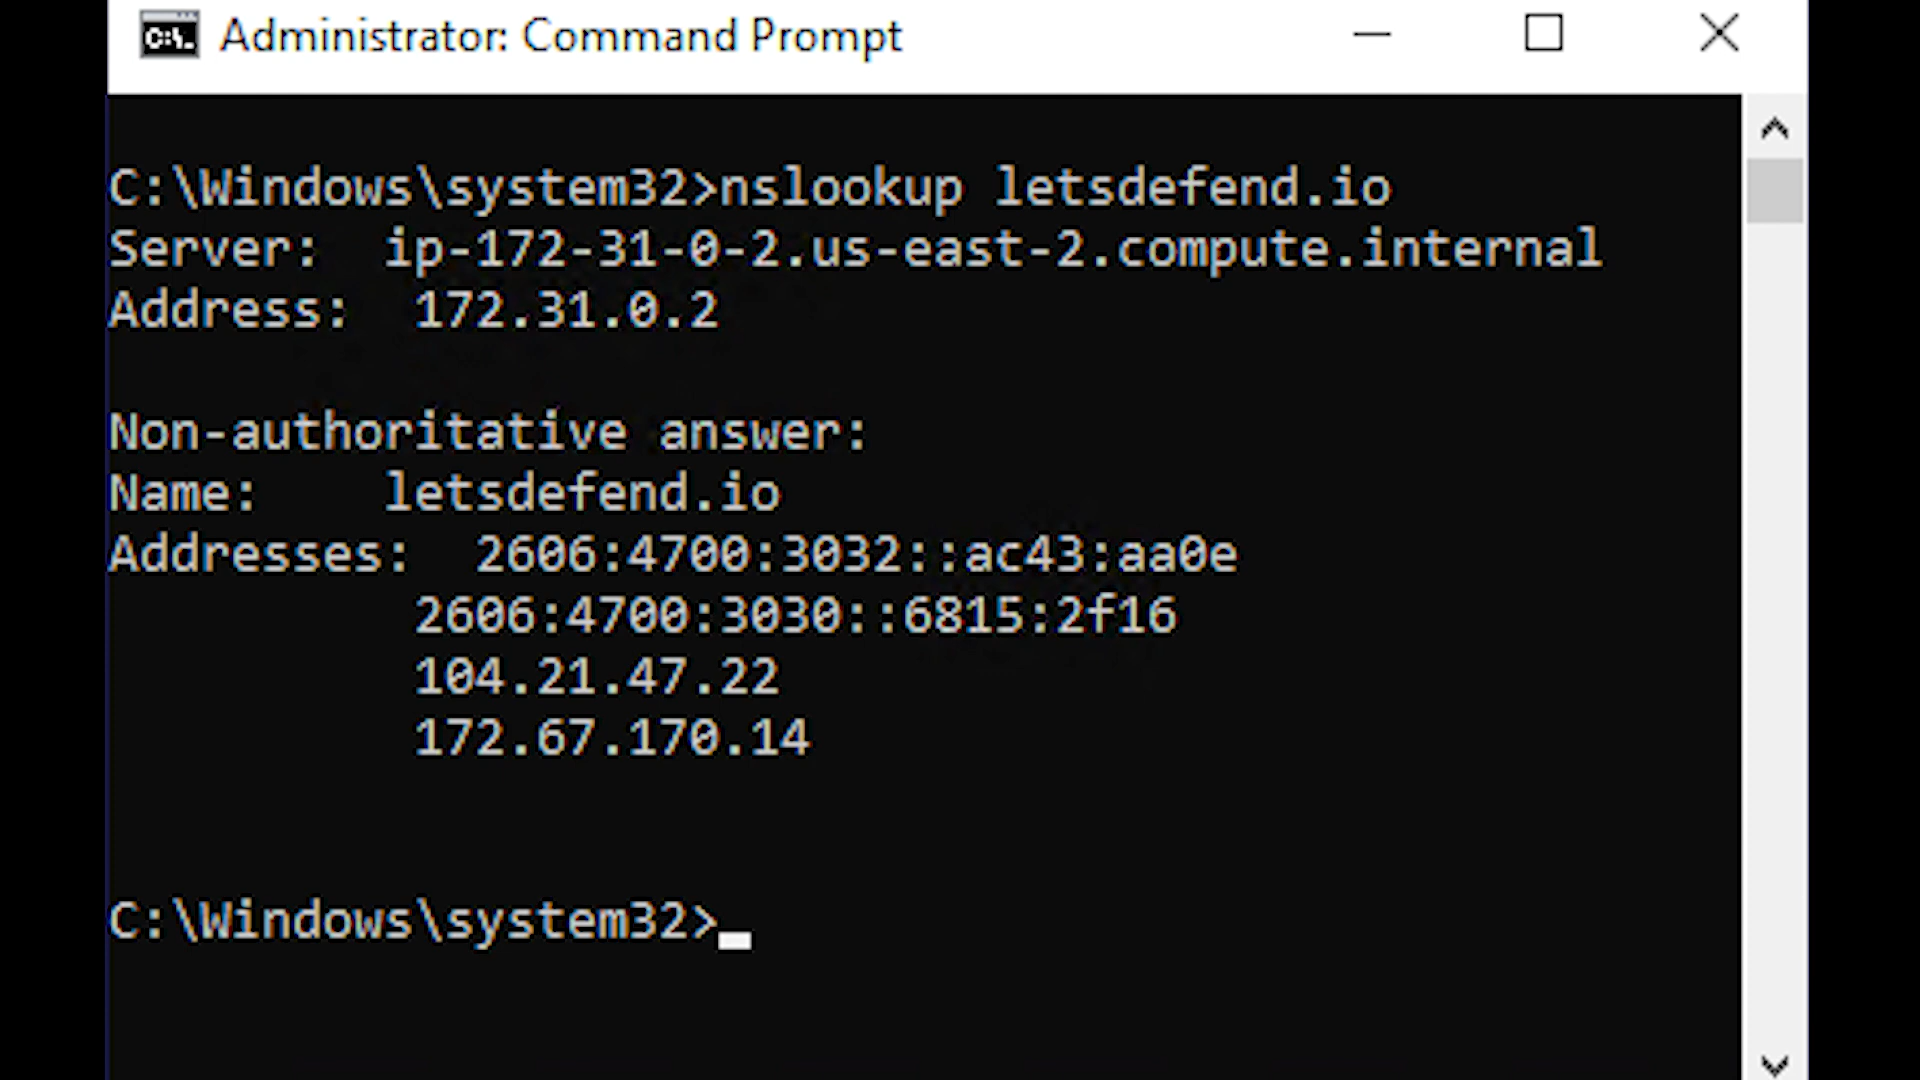 Administrator: Command Prompt
C:\Windows\system32>nslookup letsdefend.io
Server:  ip-172-31-0-2.us-east-2.compute.internal
Address:  172.31.0.2
Non-authoritative answer:
Name:    letsdefend.io
Addresses:  2606:4700:3032::ac43:aa0e
2606:4700:3030::6815:2f16
104.21.47.22
172.67.170.14
C:\Windows\system32>